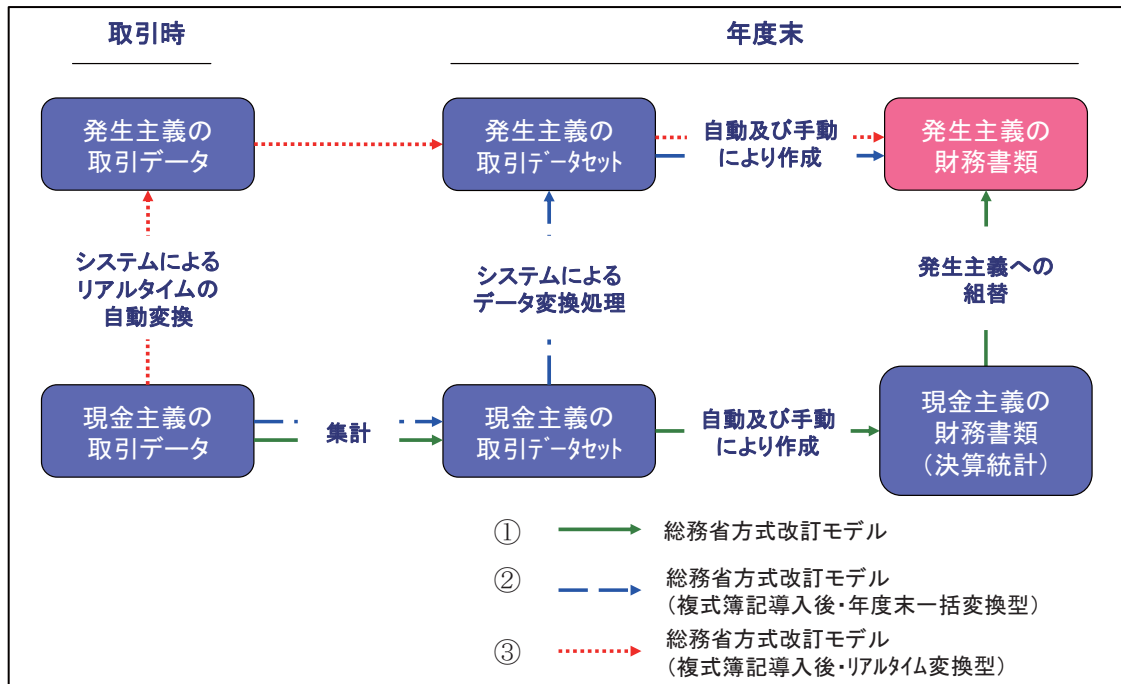 取引時
年度末
発生主義の
取引データ
発生主義の
取引ﾃﾞｰﾀセット
自動及び手動
により作成
発生主義の
財務書類
システムによる
リアルタイムの
自動変換
システムによる
データ変換処理
発生主義への
組替
現金主義の
取引データ
集計
現金主義の
取引ﾃﾞｰﾀセット
自動及び手動
により作成
現金主義の
財務書類
（決算統計）
① 総務省方式改訂モデル
② 総務省方式改訂モデル
（複式簿記導入後・年度末一括変換型）
③ 総務省方式改訂モデル
（複式簿記導入後・リアルタイム変換型）